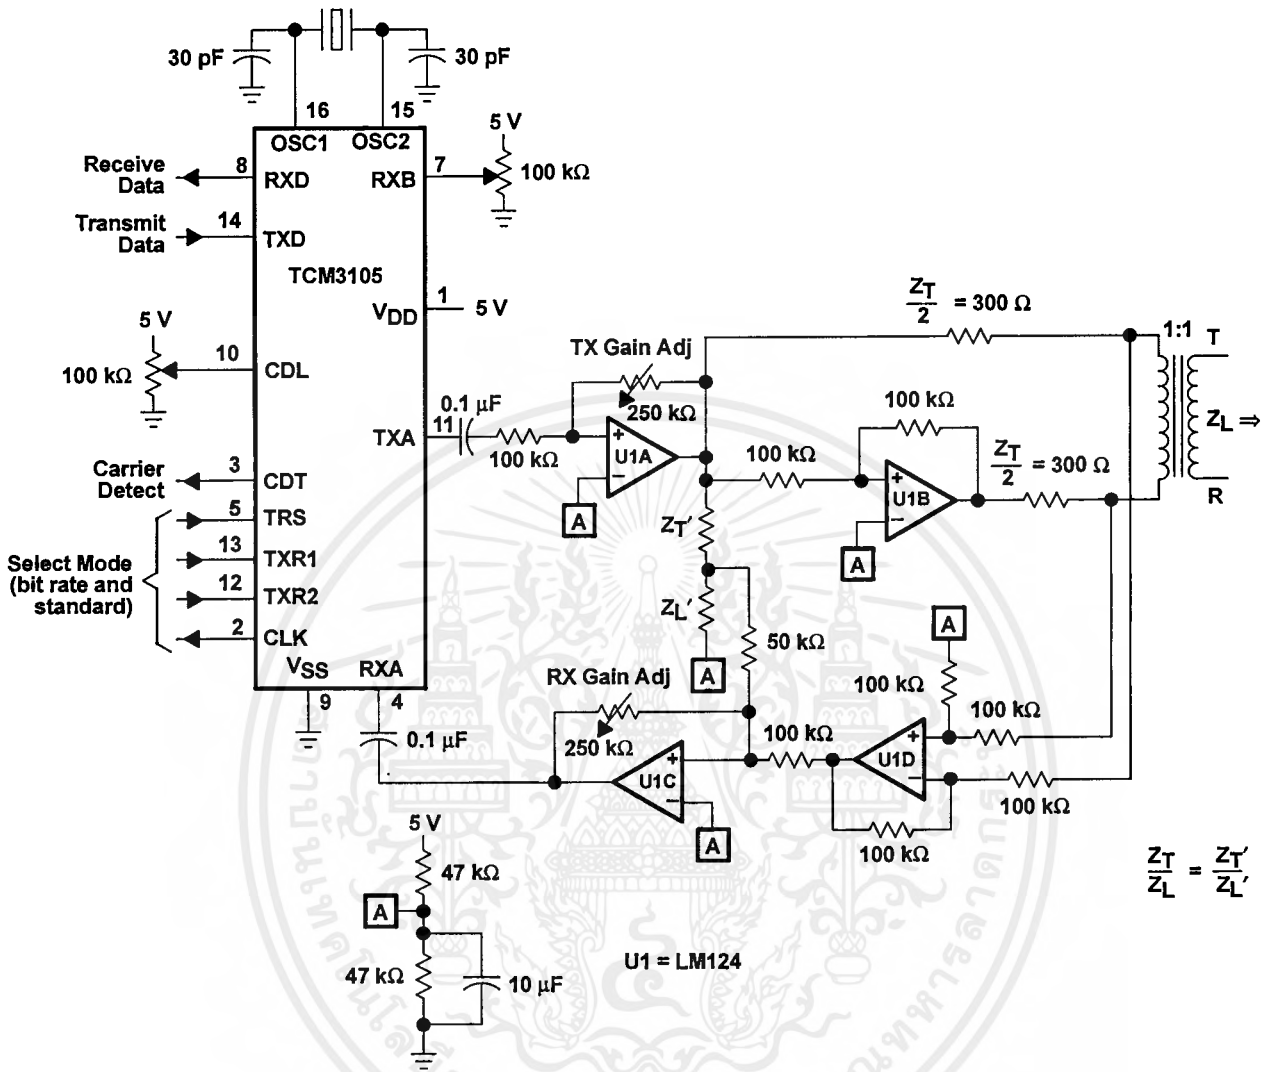 30 pF
30 pF
16
15
OSC1
OSC2
5 V
Receive
Data
8
RXD
RXB
7
100 kΩ
Transmit
Data
14
TXD
TCM3105
1
VDD
5 V
ZT/2 = 300 Ω
1:1
T
5 V
10
100 kΩ
CDL
TX Gain Adj
250 kΩ
0.1 μF
TXA
11
100 kΩ
+
U1A
−
A
100 kΩ
100 kΩ
+
U1B
−
A
ZT/2 = 300 Ω
ZL ⇒
R
Carrier
Detect
3
CDT
5
TRS
13
TXR1
Select Mode
(bit rate and
standard)
12
TXR2
2
CLK
VSS
RXA
9
4
ZT′
ZL′
A
50 kΩ
A
100 kΩ
RX Gain Adj
250 kΩ
0.1 μF
+
U1C
−
A
100 kΩ
+
U1D
−
100 kΩ
100 kΩ
100 kΩ
5 V
47 kΩ
A
47 kΩ
10 μF
U1 = LM124
ZT/ZL = ZT′/ZL′